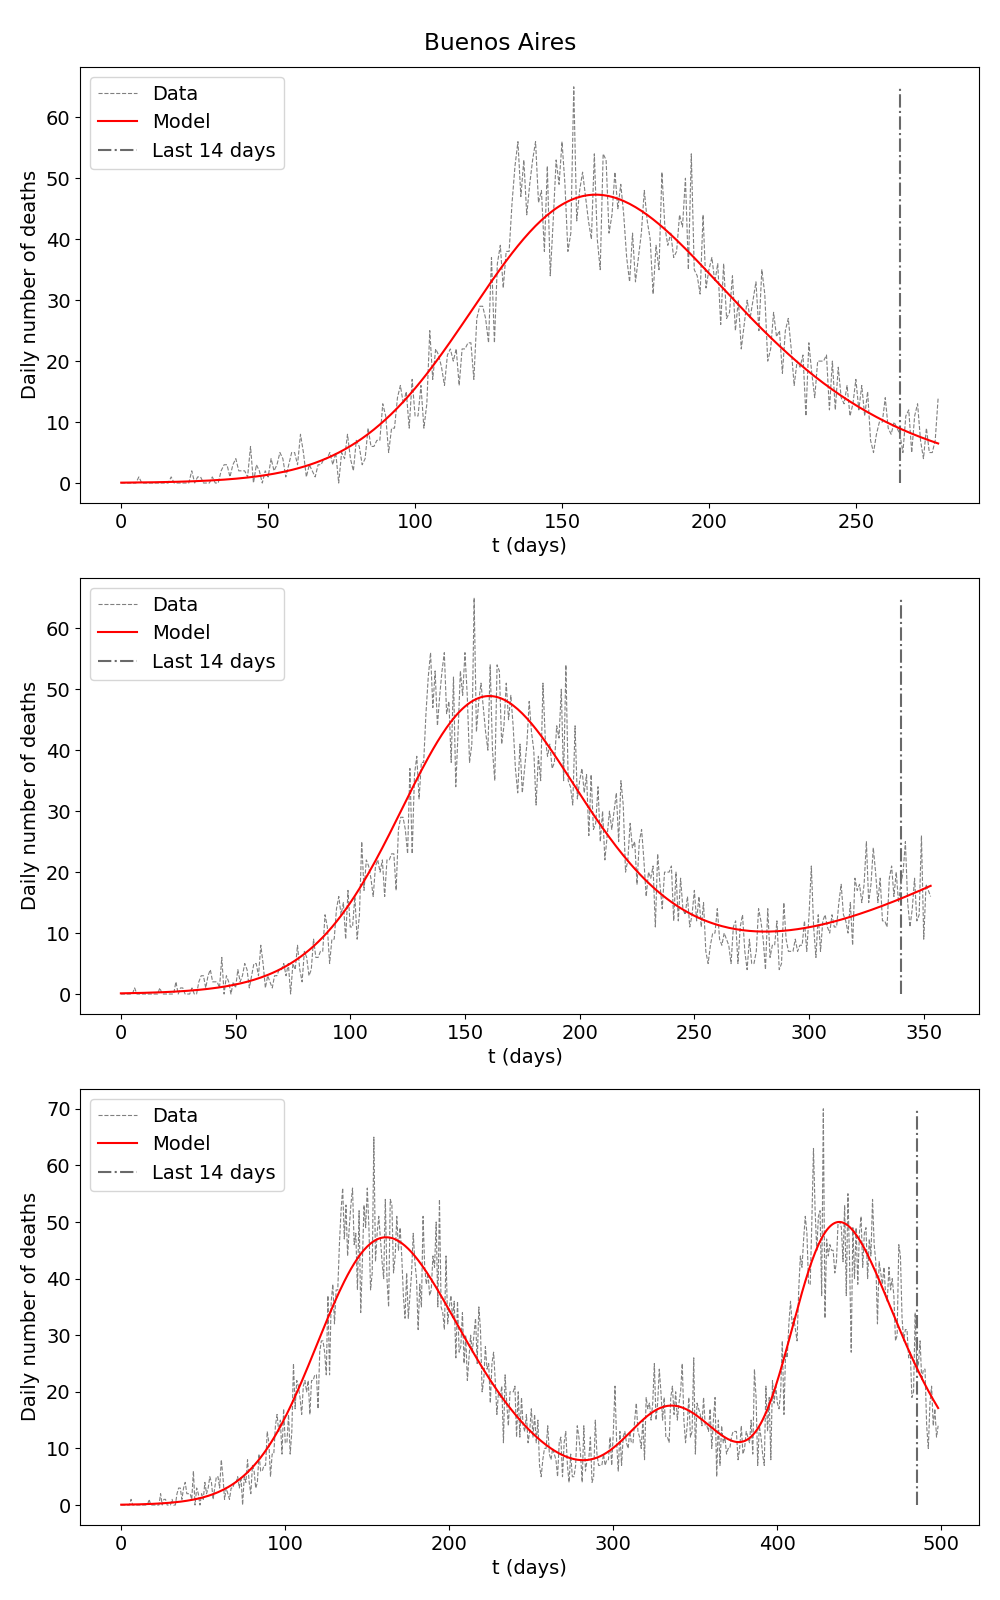 Buenos Aires
Data
Model
Last 14 days
Daily number of deaths
60
50
40
30
20
10
0
0 50 100 150 200 250
t (days)
Data
Model
Last 14 days
Daily number of deaths
60
50
40
30
20
10
0
0 50 100 150 200 250 300 350
t (days)
Data
Model
Last 14 days
Daily number of deaths
70
60
50
40
30
20
10
0
0 100 200 300 400 500
t (days)